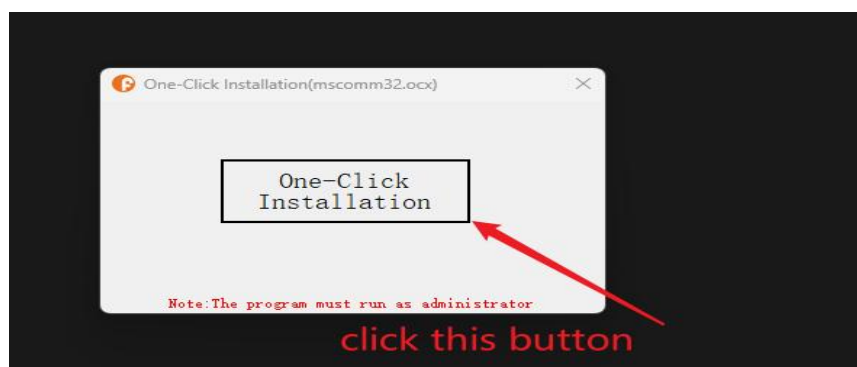 One-Click Installation(mscomm32.ocx)
One-Click
Installation
Note:The program must run as administrator
click this button